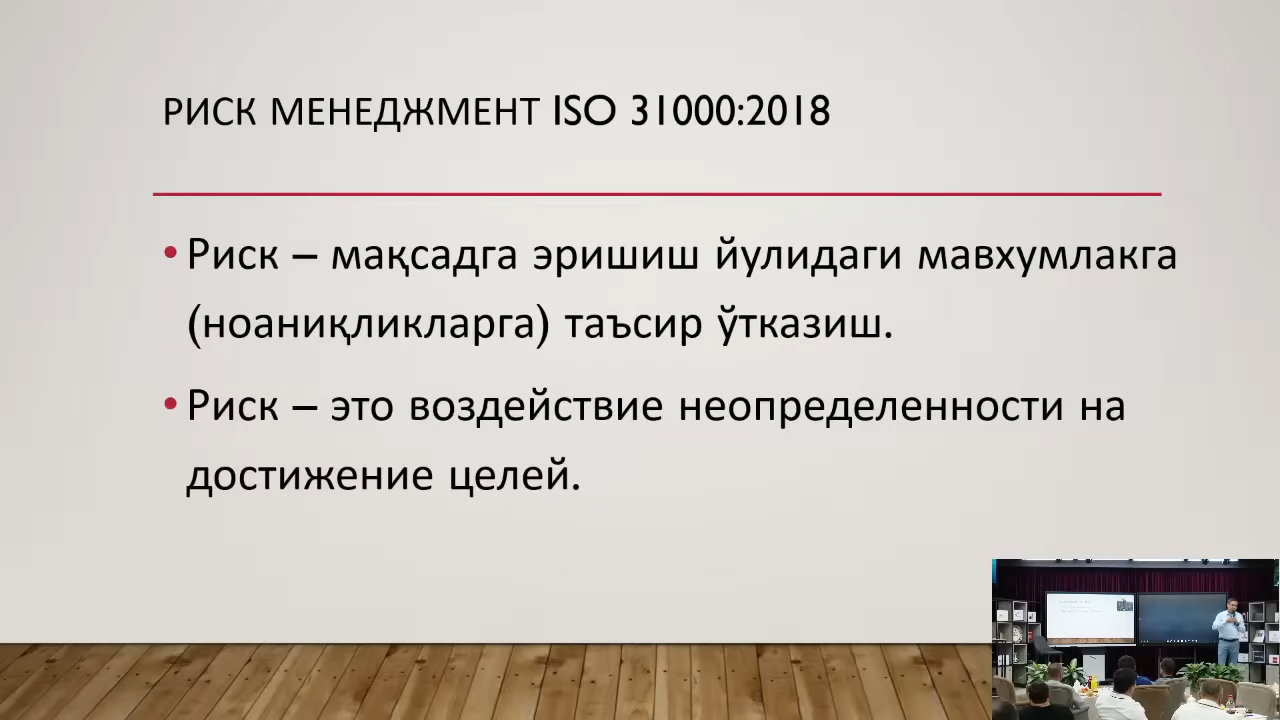 РИСК МЕНЕДЖМЕНТ ISO 31000:2018
• Риск – мақсадга эришиш йулидаги мавхумлакга
(ноаниқликларга) таъсир ўтказиш.
• Риск – это воздействие неопределенности на
достижение целей.